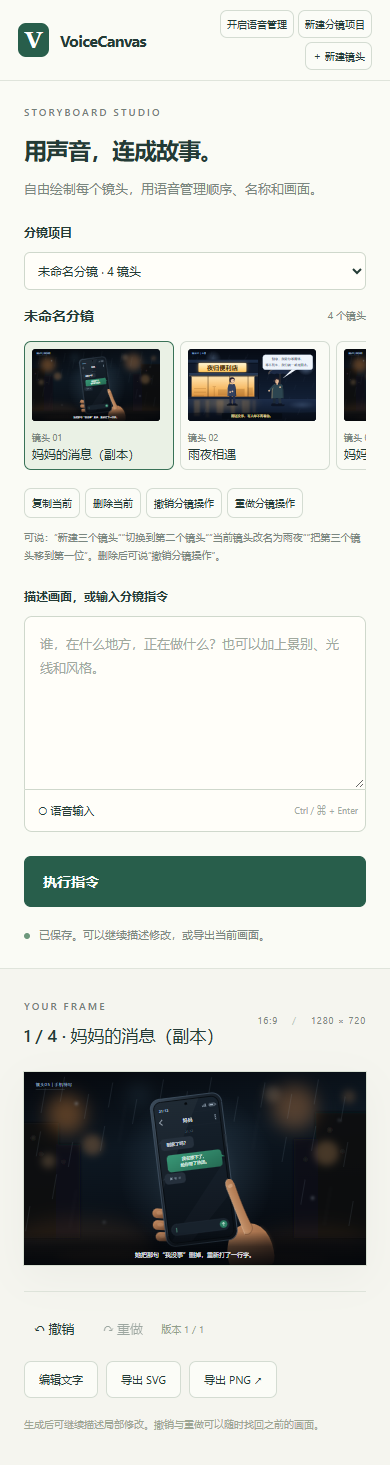 V VoiceCanvas
开启语音管理 新建分镜项目
+ 新建镜头
STORYBOARD STUDIO
用声音，连成故事。
自由绘制每个镜头，用语音管理顺序、名称和画面。
分镜项目
未命名分镜 · 4 镜头
未命名分镜 4 个镜头
夜归便利店
镜头 01
妈妈的消息（副本）
镜头 02
雨夜相遇
镜头
妈妈
复制当前 删除当前 撤销分镜操作 重做分镜操作
可说：“新建三个镜头”“切换到第二个镜头”“当前镜头改名为雨夜”“把第三个镜
头移到第一位”。删除后可说“撤销分镜操作”。
描述画面，或输入分镜指令
谁，在什么地方，正在做什么？也可以加上景别、光
线和风格。
语音输入 Ctrl / ⌘ + Enter
执行指令
已保存。可以继续描述修改，或导出当前画面。
YOUR FRAME
1 / 4 · 妈妈的消息（副本） 16:9 / 1280 × 720
妈妈
她把那句“我没事”删掉，重新打了一行字。
↶ 撤销 ↷ 重做 版本 1 / 1
编辑文字 导出 SVG 导出 PNG ↗
生成后可继续描述局部修改。撤销与重做可以随时找回之前的画面。